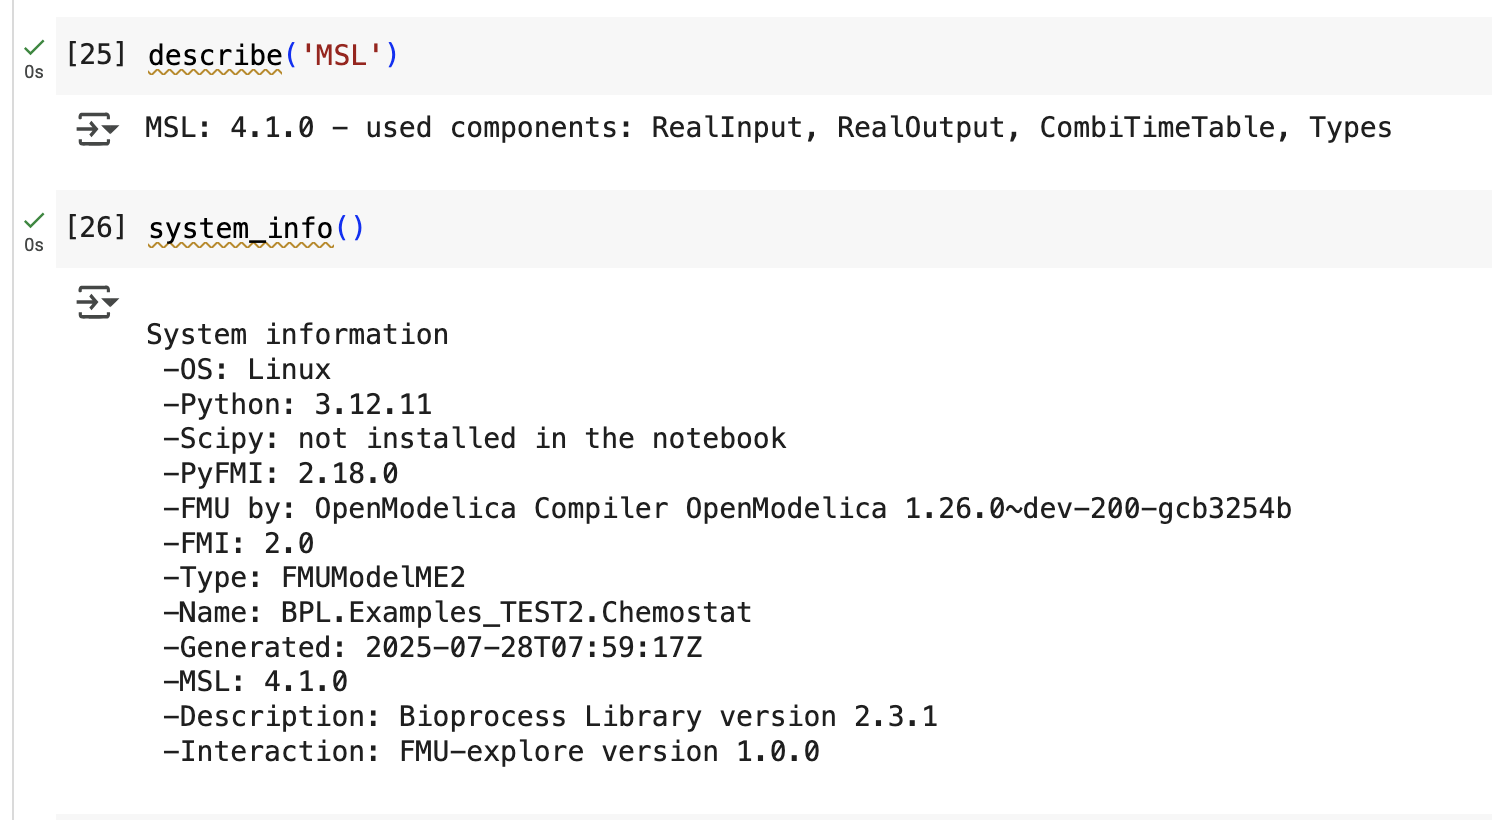 [25] describe('MSL')
0s
MSL: 4.1.0 – used components: RealInput, RealOutput, CombiTimeTable, Types
[26] system_info()
0s
System information
–OS: Linux
–Python: 3.12.11
–Scipy: not installed in the notebook
–PyFMI: 2.18.0
–FMU by: OpenModelica Compiler OpenModelica 1.26.0~dev–200–gcb3254b
–FMI: 2.0
–Type: FMUModelME2
–Name: BPL.Examples_TEST2.Chemostat
–Generated: 2025–07–28T07:59:17Z
–MSL: 4.1.0
–Description: Bioprocess Library version 2.3.1
–Interaction: FMU–explore version 1.0.0